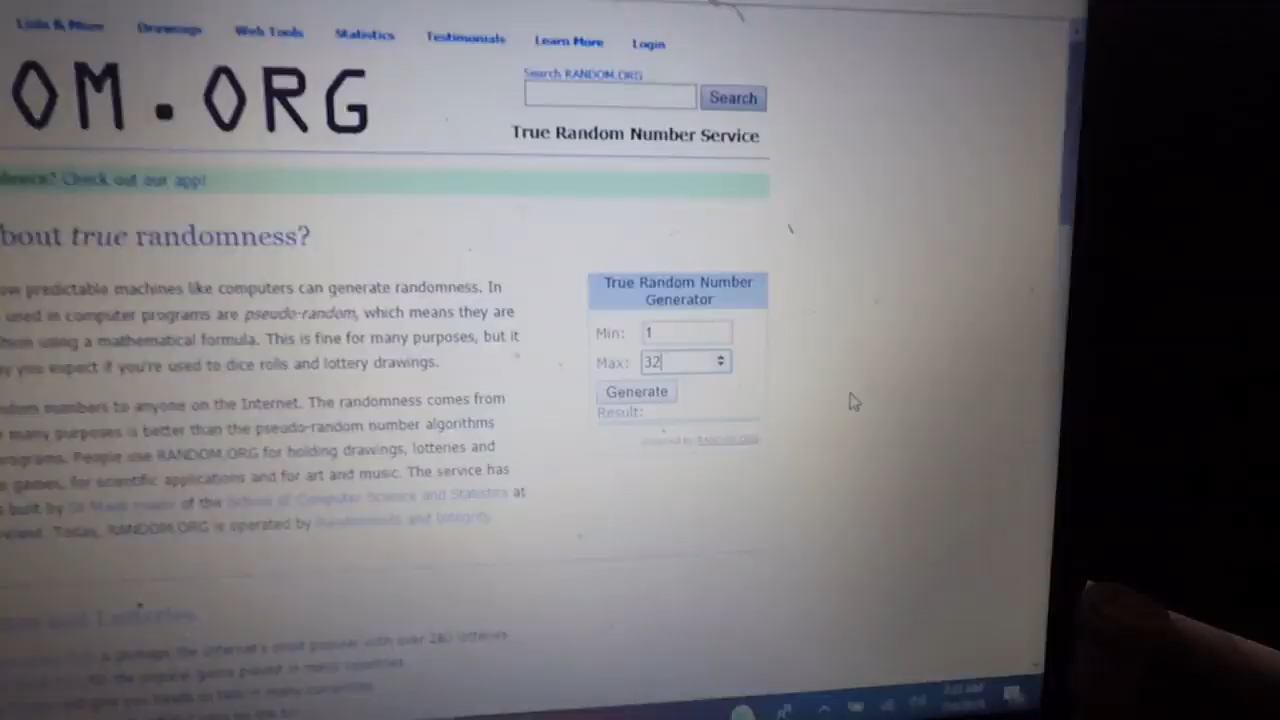 Lists & More Drawings Web Tools Statistics Testimonials Learn More Login
OM.ORG
Search RANDOM.ORG
Search
True Random Number Service
Check out our app!
bout true randomness?
predictable machines like computers can generate randomness. In
used in computer programs are pseudo-random, which means they are
using a mathematical formula. This is fine for many purposes, but it
you expect if you're used to dice rolls and lottery drawings.
True Random Number
Generator
Min: 1
Max: 32
Generate
Result:
powered by RANDOM.ORG
numbers to anyone on the Internet. The randomness comes from
many purposes is better than the pseudo-random number algorithms
People use RANDOM.ORG for holding drawings, lotteries and
games, for scientific applications and for art and music. The service has
built by of the School of Computer Science and Statistics at
Today, RANDOM.ORG is operated by Randomness and Integrity